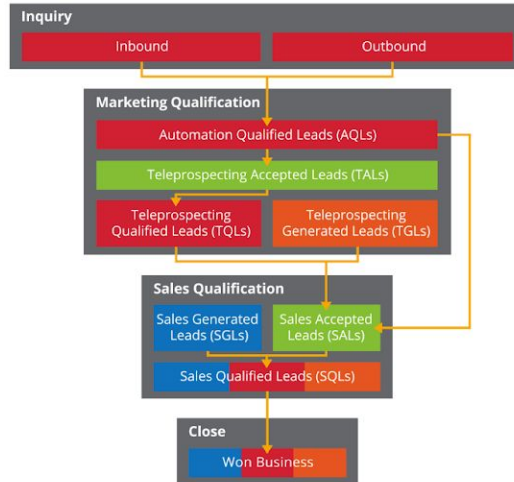 Inquiry
Inbound
Outbound
Marketing Qualification
Automation Qualified Leads (AQLs)
Teleprospecting Accepted Leads (TALs)
Teleprospecting
Qualified Leads (TQLs)
Teleprospecting
Generated Leads (TGLs)
Sales Qualification
Sales Generated
Leads (SGLs)
Sales Accepted
Leads (SALs)
Sales Qualified Leads (SQLs)
Close
Won Business